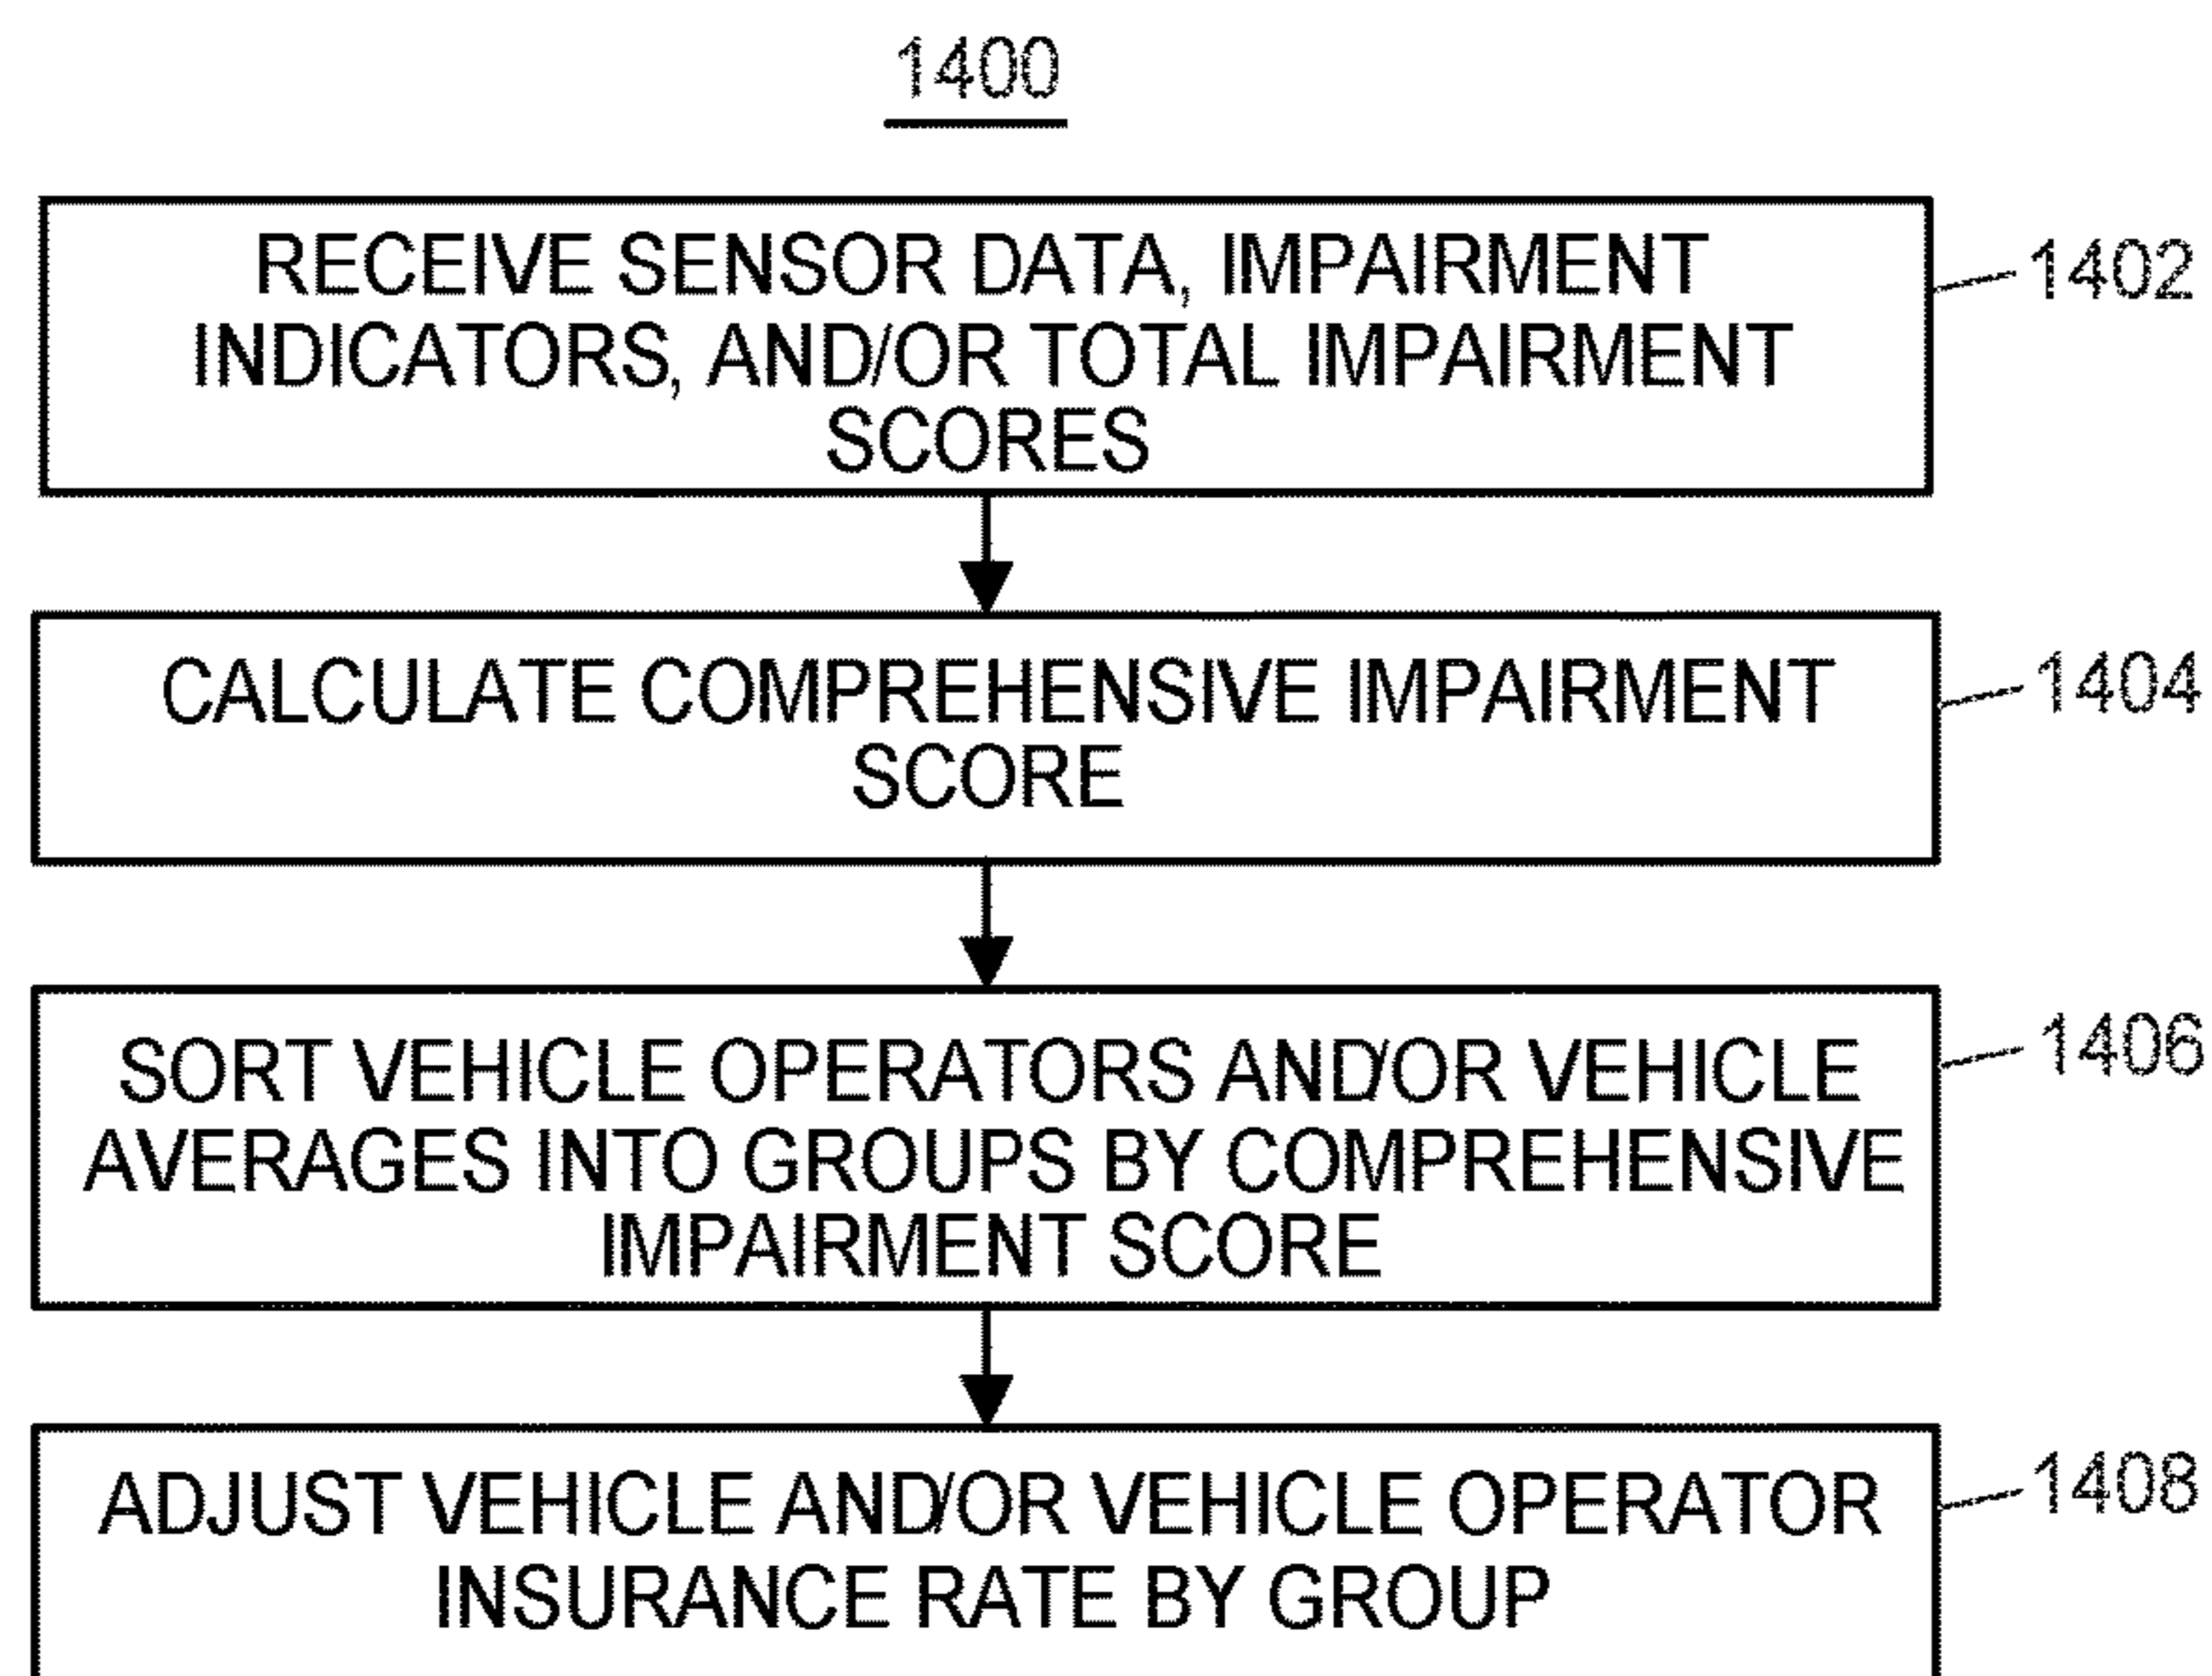 1400
RECEIVE SENSOR DATA, IMPAIRMENT
INDICATORS, AND/OR TOTAL IMPAIRMENT
SCORES
1402
CALCULATE COMPREHENSIVE IMPAIRMENT
SCORE
1404
SORT VEHICLE OPERATORS AND/OR VEHICLE
AVERAGES INTO GROUPS BY COMPREHENSIVE
IMPAIRMENT SCORE
1406
ADJUST VEHICLE AND/OR VEHICLE OPERATOR
INSURANCE RATE BY GROUP
1408